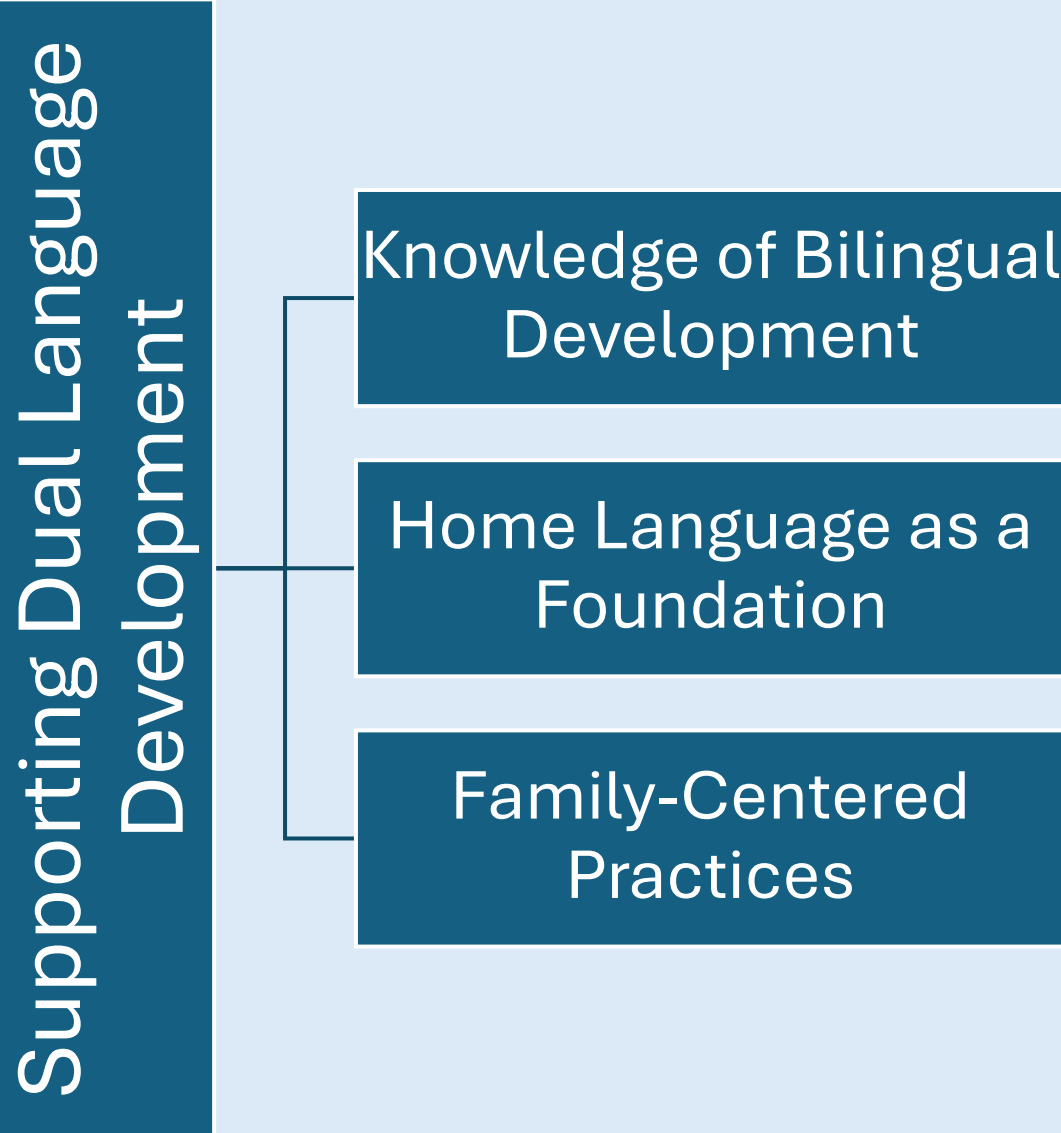 Supporting Dual Language
Development
Knowledge of Bilingual
Development
Home Language as a
Foundation
Family-Centered
Practices